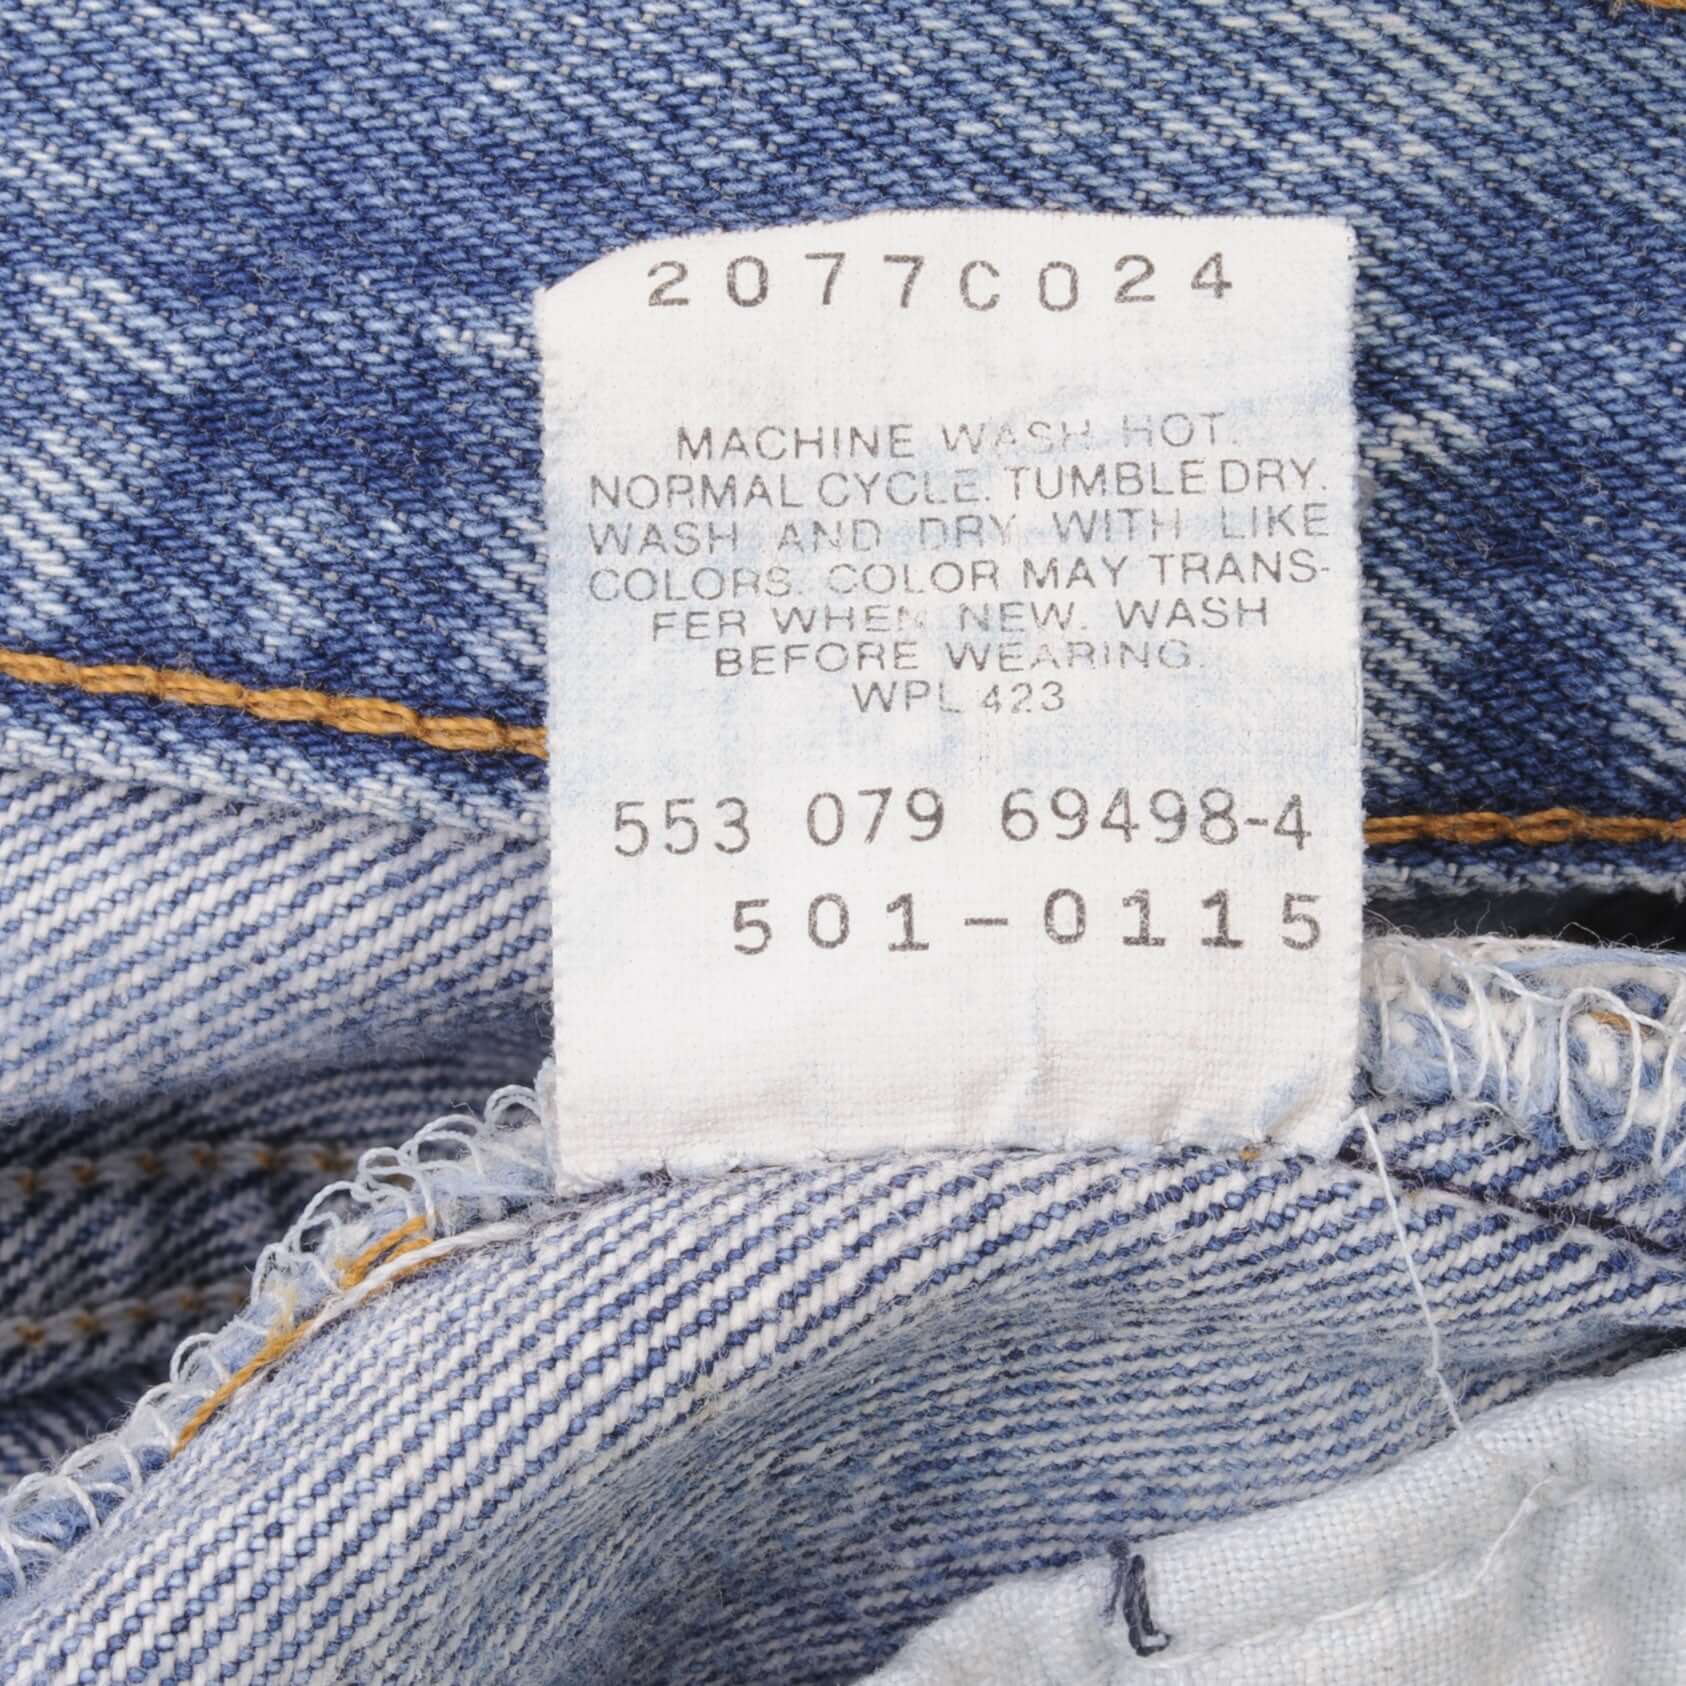 2077C024
MACHINE WASH HOT.
NORMAL CYCLE. TUMBLE DRY.
WASH AND DRY WITH LIKE
COLORS. COLOR MAY TRANS-
FER WHEN NEW. WASH
BEFORE WEARING.
WPL 423
553 079 69498-4
501-0115